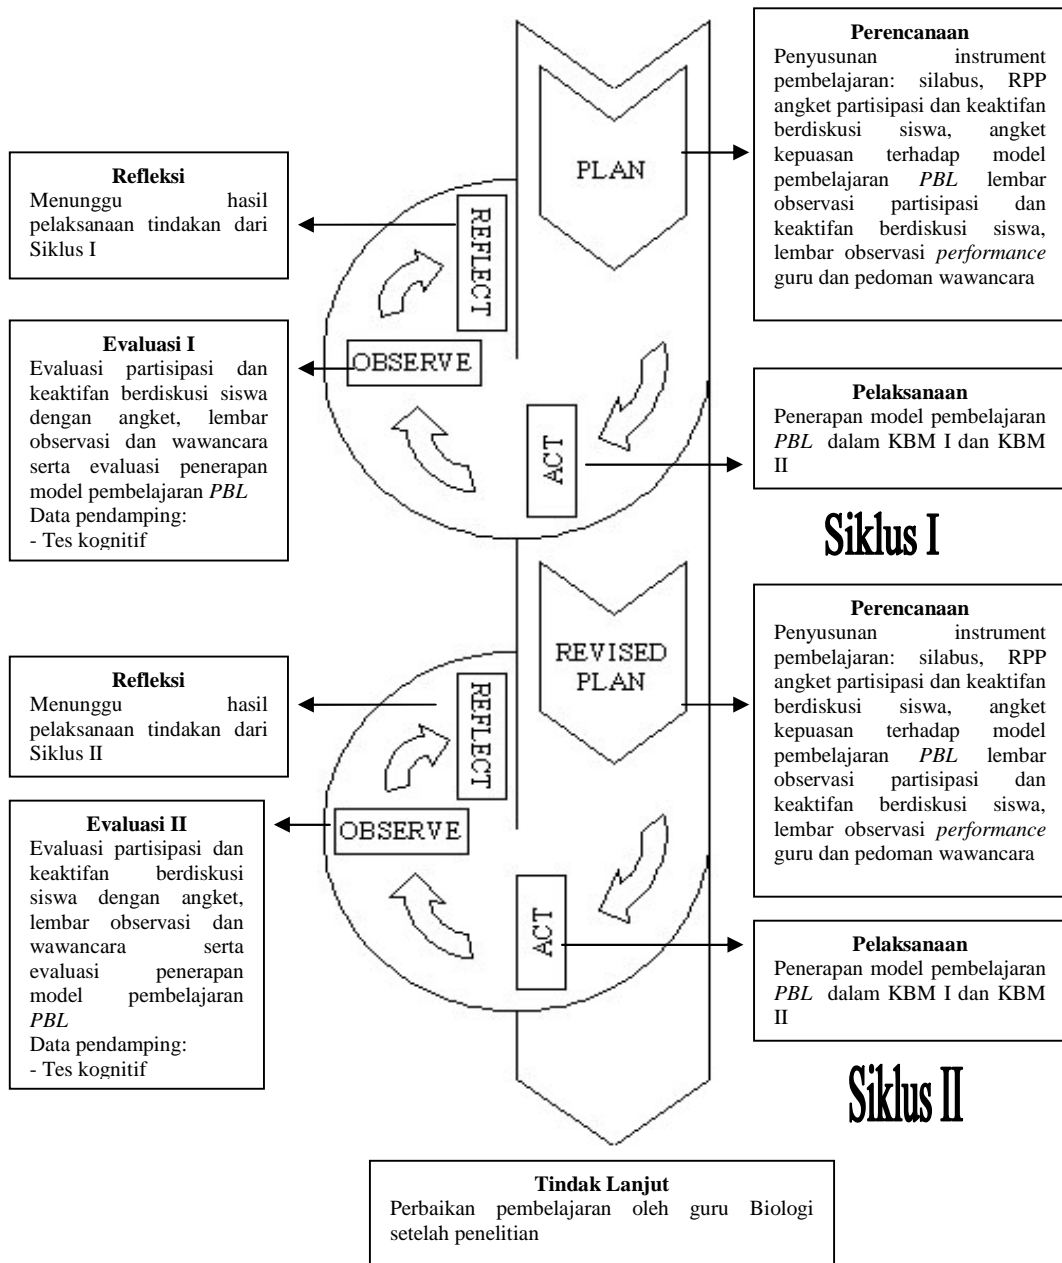 Perencanaan
Penyusunan instrument
pembelajaran: silabus, RPP
angket partisipasi dan keaktifan
berdiskusi siswa, angket
kepuasan terhadap model
pembelajaran PBL lembar
observasi partisipasi dan
keaktifan berdiskusi siswa,
lembar observasi performance
guru dan pedoman wawancara
PLAN
Refleksi
Menunggu hasil
pelaksanaan tindakan dari
Siklus I
REFLECT
Evaluasi I
Evaluasi partisipasi dan
keaktifan berdiskusi siswa
dengan angket, lembar
observasi dan wawancara
serta evaluasi penerapan
model pembelajaran PBL
Data pendamping:
- Tes kognitif
OBSERVE
ACT
Pelaksanaan
Penerapan model pembelajaran
PBL dalam KBM I dan KBM
II
Siklus I
REVISED
PLAN
Perencanaan
Penyusunan instrument
pembelajaran: silabus, RPP
angket partisipasi dan keaktifan
berdiskusi siswa, angket
kepuasan terhadap model
pembelajaran PBL lembar
observasi partisipasi dan
keaktifan berdiskusi siswa,
lembar observasi performance
guru dan pedoman wawancara
Refleksi
Menunggu hasil
pelaksanaan tindakan dari
Siklus II
REFLECT
Evaluasi II
Evaluasi partisipasi dan
keaktifan berdiskusi
siswa dengan angket,
lembar observasi dan
wawancara serta
evaluasi penerapan
model pembelajaran
PBL
Data pendamping:
- Tes kognitif
OBSERVE
ACT
Pelaksanaan
Penerapan model pembelajaran
PBL dalam KBM I dan KBM
II
Siklus II
Tindak Lanjut
Perbaikan pembelajaran oleh guru Biologi
setelah penelitian